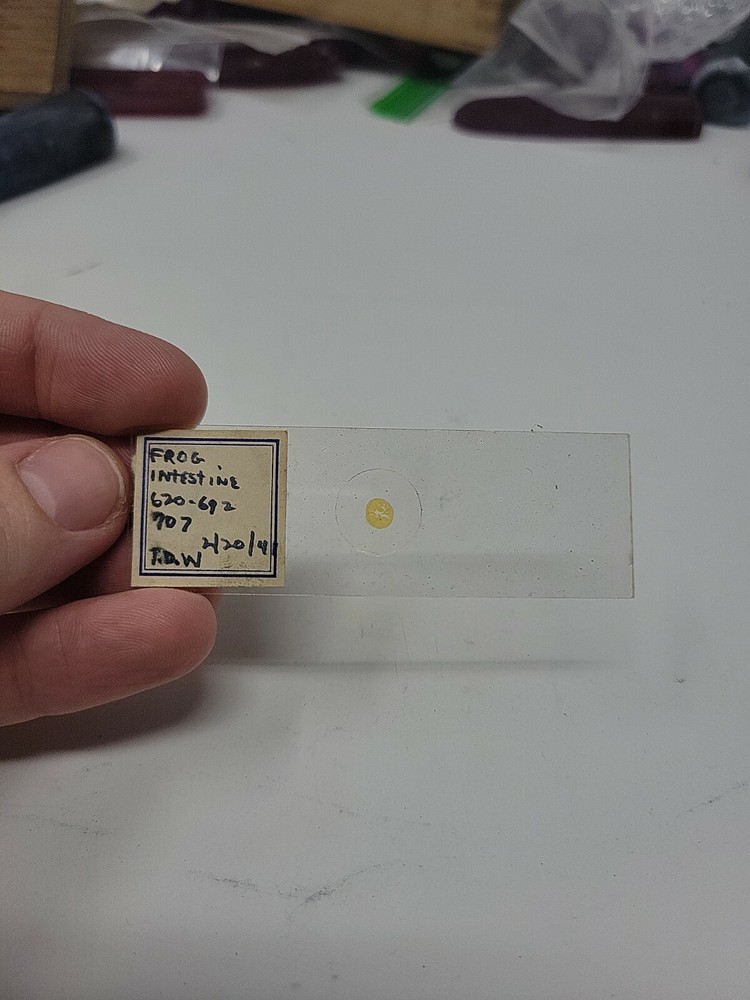 FROG
INTESTINE
620-692
707
2/20/41
T.D.W